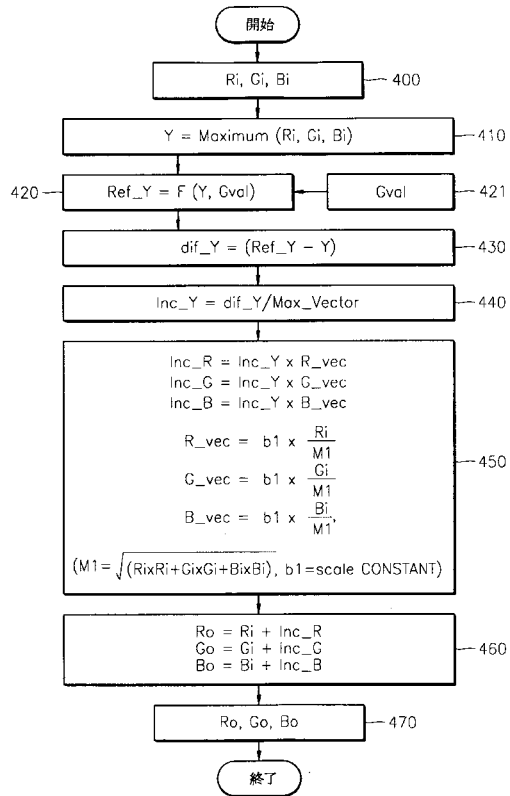 開始
Ri, Gi, Bi
400
Y = Maximum (Ri, Gi, Bi)
410
420
Ref_Y = F (Y, Gval)
Gval
421
dif_Y = (Ref_Y - Y)
430
Inc_Y = dif_Y/Max_Vector
440
Inc_R = Inc_Y x R_vec
Inc_G = Inc_Y x G_vec
Inc_B = Inc_Y x B_vec
R_vec = b1 x Ri/M1
G_vec = b1 x Gi/M1
B_vec = b1 x Bi/M1,
(M1=√(RixRi+GixGi+BixBi), b1=scale CONSTANT)
450
Ro = Ri + Inc_R
Go = Gi + Inc_G
Bo = Bi + Inc_B
460
Ro, Go, Bo
470
終了